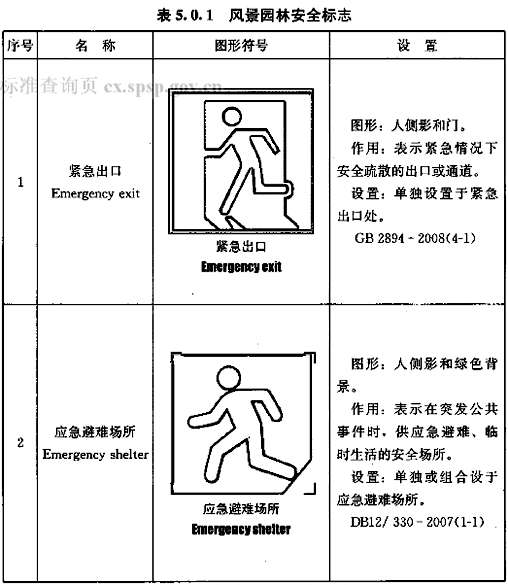 表 5.0.1 风景园林安全标志
序号 名 称 图形符号 设 置
标准查询页 cx.spsp.gov.cn
1
紧急出口
Emergency exit
紧急出口
Emergency exit
图形：人侧影和门。
作用：表示紧急情况下
安全疏散的出口或通道。
设置：单独设置于紧急
出口处。
GB 2894-2008(4-1)
2
应急避难场所
Emergency shelter
应急避难场所
Emergency shelter
图形：人侧影和绿色背
景。
作用：表示在突发公共
事件时，供应急避难、临
时生活的安全场所。
设置：单独或组合设于
应急避难场所。
DB12/ 330-2007(1-1)